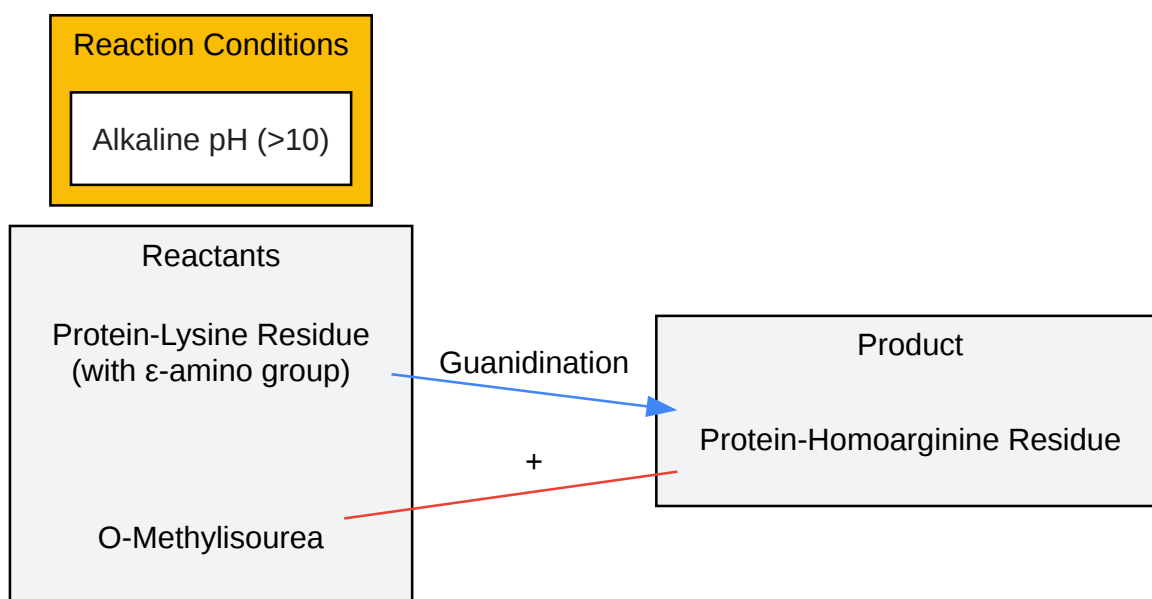 Reaction Conditions
Alkaline pH (>10)
Reactants
Protein-Lysine Residue
(with ε-amino group)
O-Methylisourea
Guanidination
+
Product
Protein-Homoarginine Residue